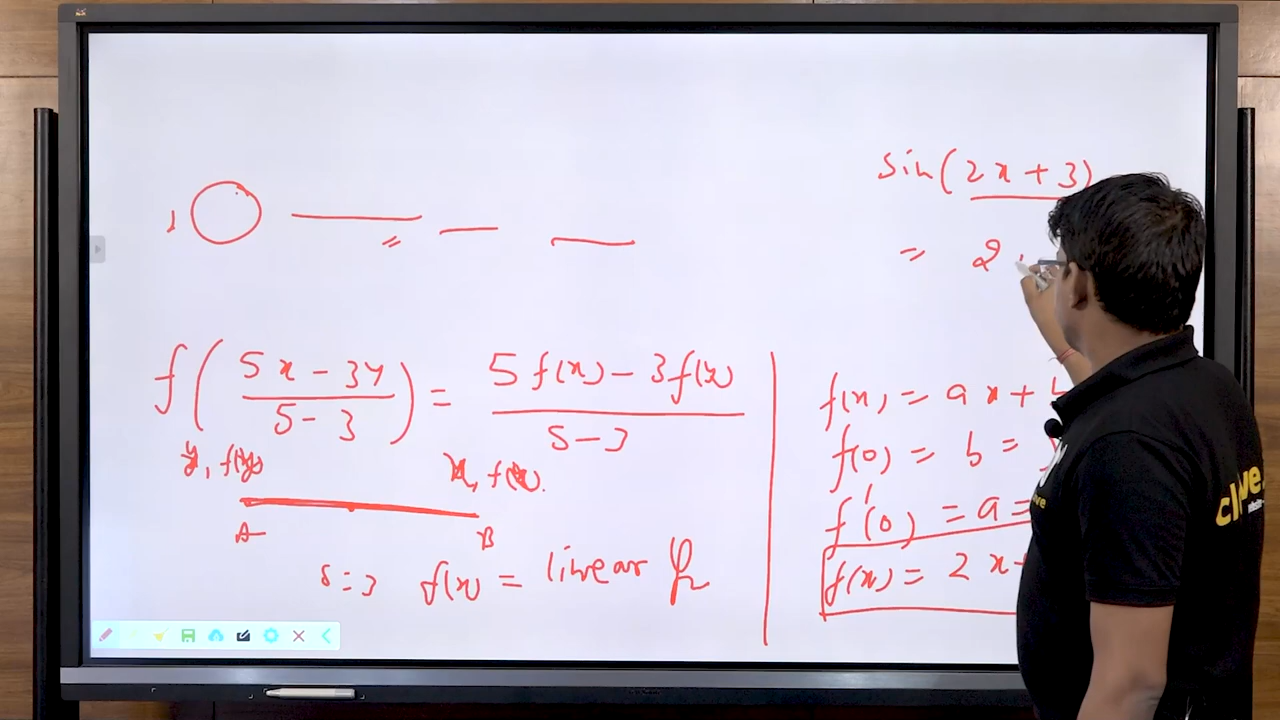 sin(2x+3)
= 2
f(5x-3y/5-3) = 5f(x)-3f(y)/5-3
y, f(y)
x, f(x).
A
B
5:3 f(x) = linear fn
f(x) = ax+b
f(0) = b =
f'(0) = a =
f(x) = 2x+